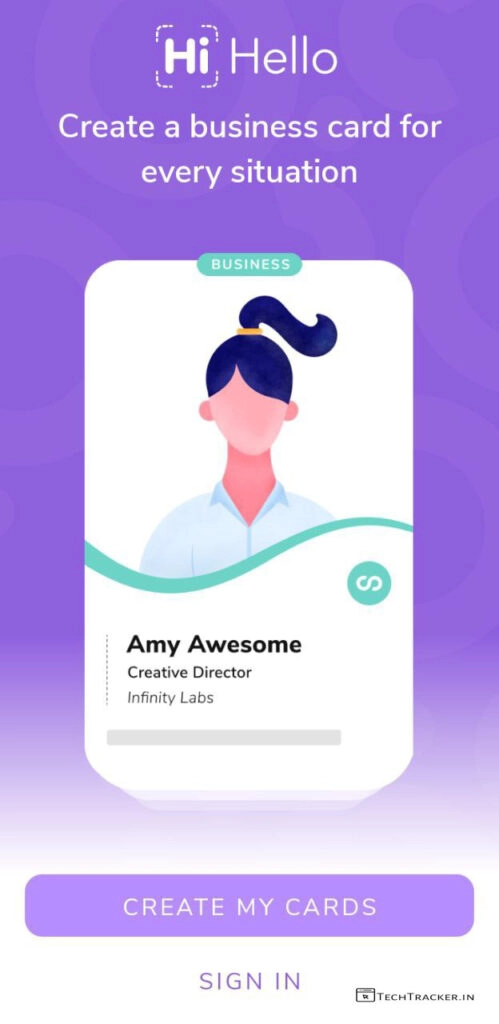 Hi Hello
Create a business card for
every situation
BUSINESS
Amy Awesome
Creative Director
Infinity Labs
CREATE MY CARDS
SIGN IN
TECHTRACKER.IN